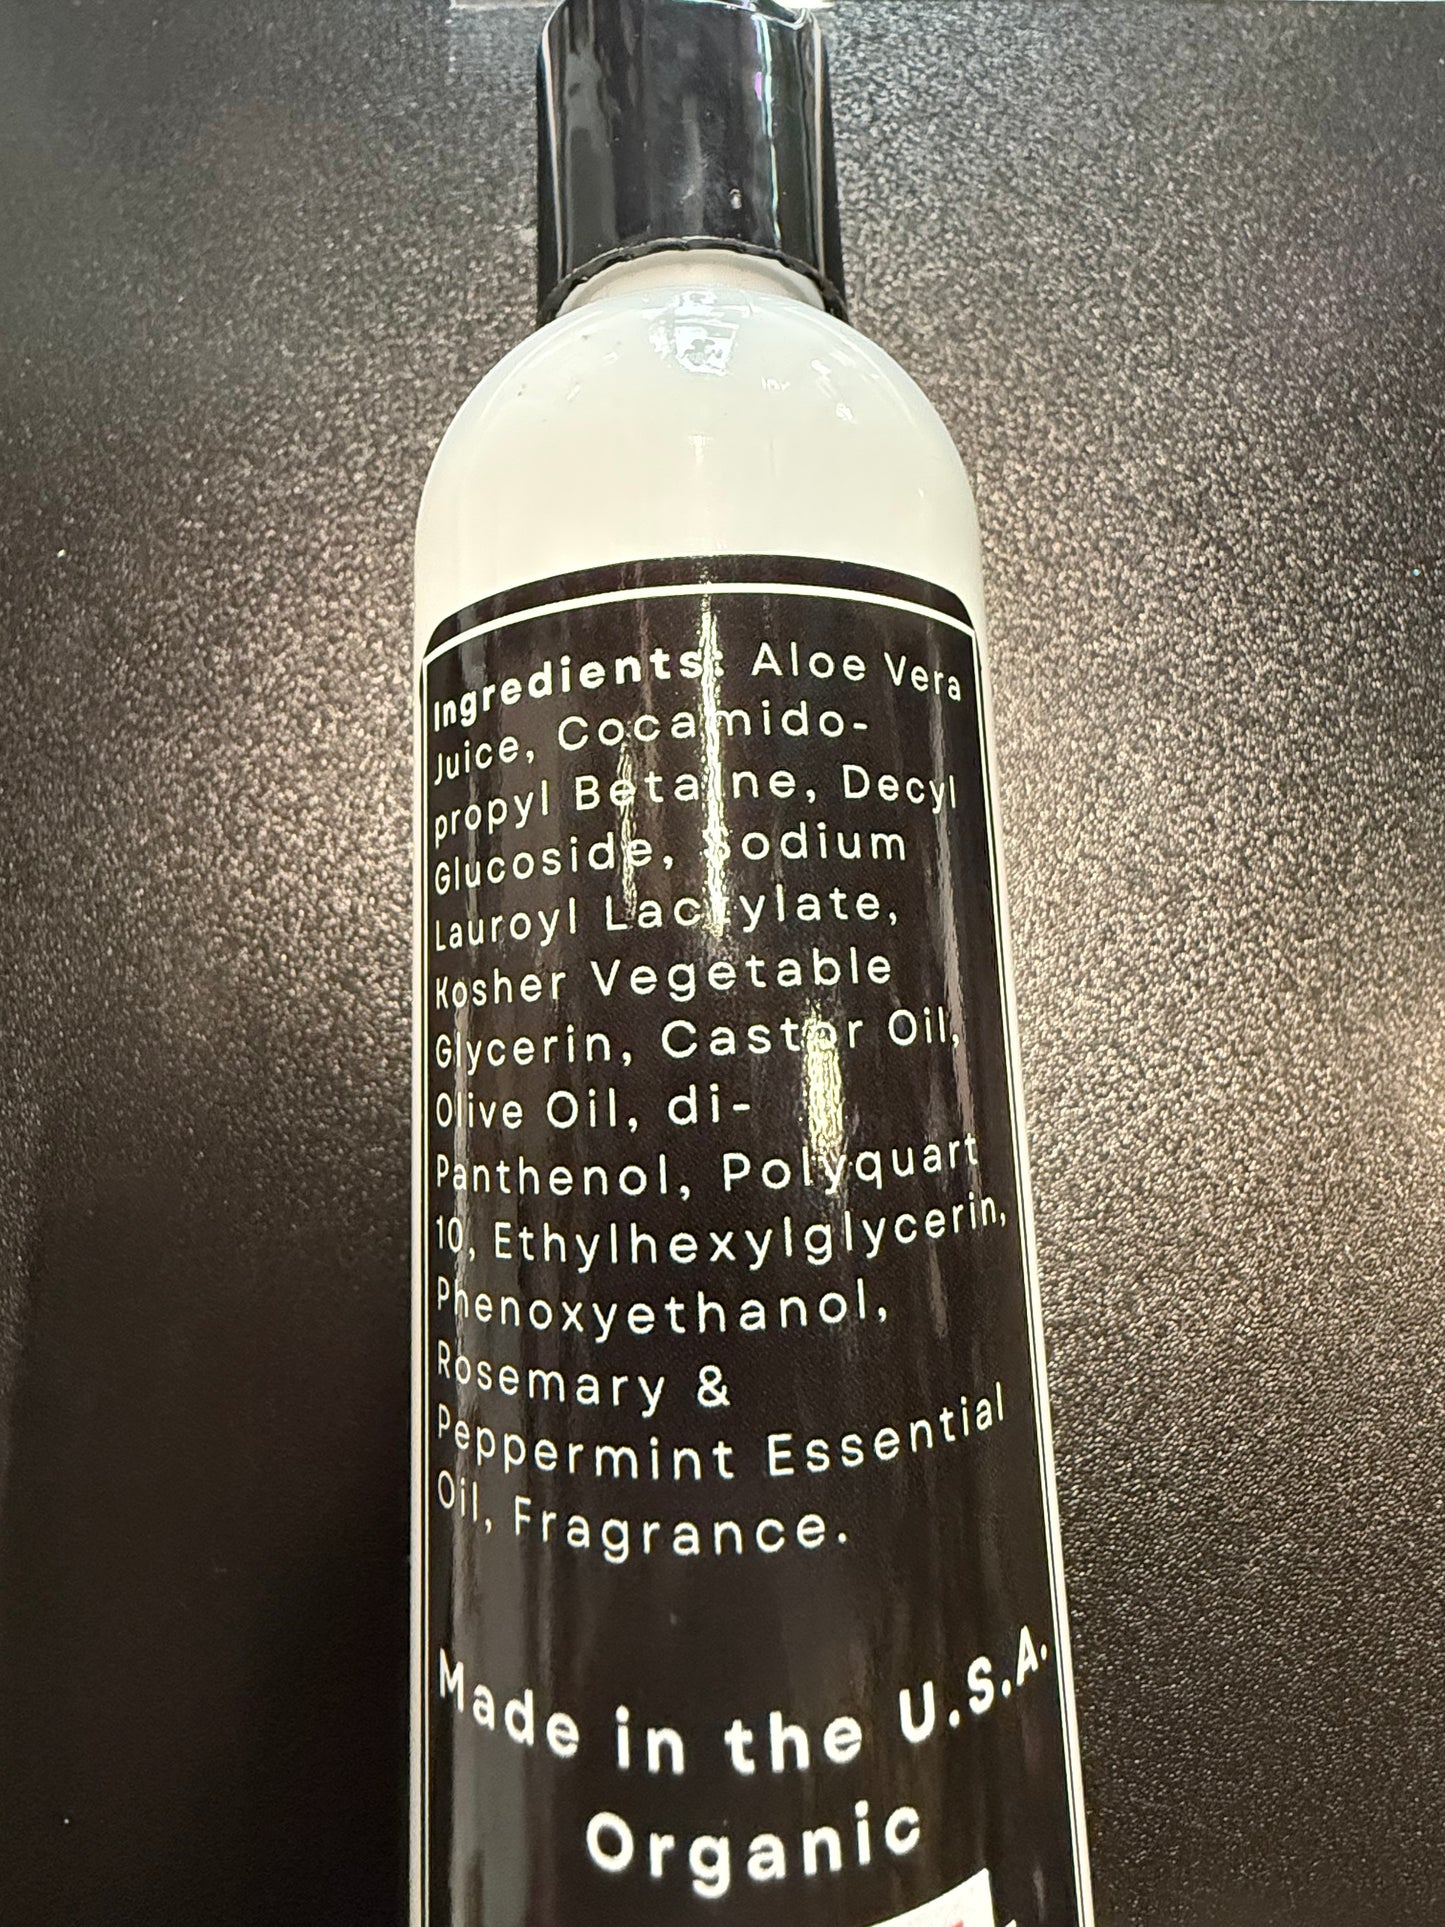 Ingredients: Aloe Vera
Juice, Cocamido-
propyl Betaine, Decyl
Glucoside, Sodium
Lauroyl Lactylate,
Kosher Vegetable
Glycerin, Castor Oil,
Olive Oil, di-
Panthenol, Polyquart
10, Ethylhexylglycerin,
Phenoxyethanol,
Rosemary &
Peppermint Essential
Oil, Fragrance.
Made in the U.S.A.
Organic